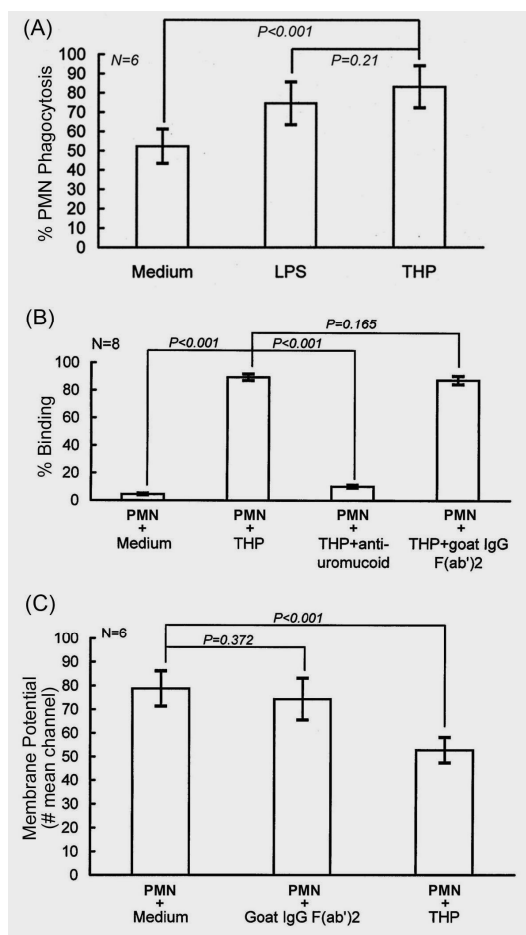 (A)
P<0.001
N=6
P=0.21
% PMN Phagocytosis
100
90
80
70
60
50
40
30
20
10
0
Medium LPS THP
(B)
P=0.165
N=8
P<0.001 P<0.001
% Binding
100
80
60
40
20
0
PMN PMN PMN PMN
+ + + +
Medium THP THP+anti- THP+goat IgG
uromucoid F(ab')2
(C)
P<0.001
N=6
P=0.372
Membrane Potential
(# mean channel)
100
90
80
70
60
50
40
30
20
10
0
PMN PMN PMN
+ + +
Medium Goat IgG F(ab')2 THP